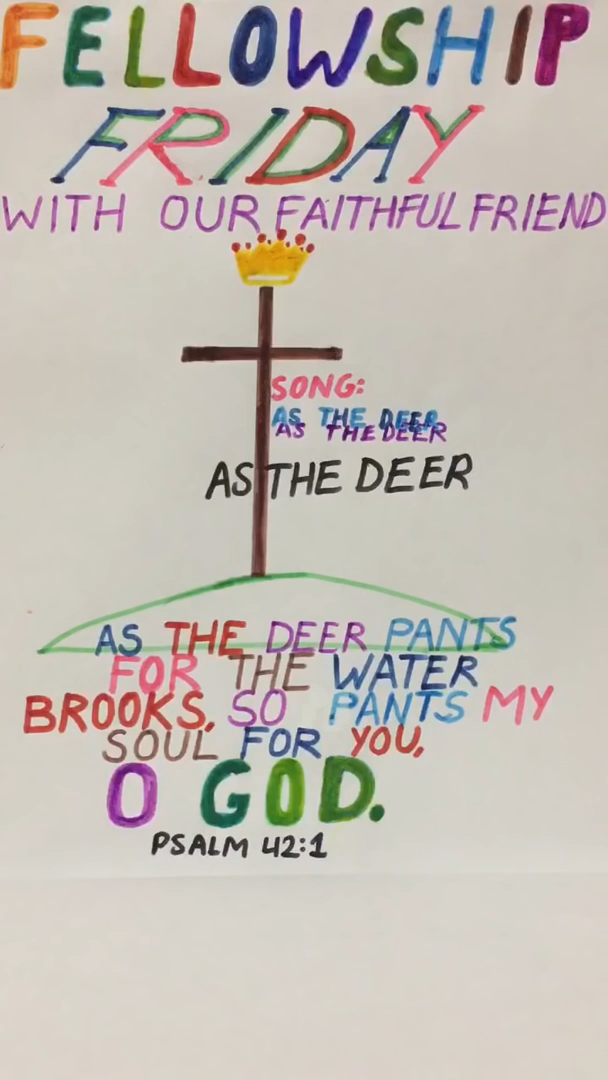 FELLOWSHIP
FRIDAY
WITH OUR FAITHFUL FRIEND
SONG:
AS THE DEER
AS THE DEER
AS THE DEER
AS THE DEER PANTS
FOR THE WATER
BROOKS, SO PANTS MY
SOUL FOR YOU,
O GOD.
PSALM 42:1